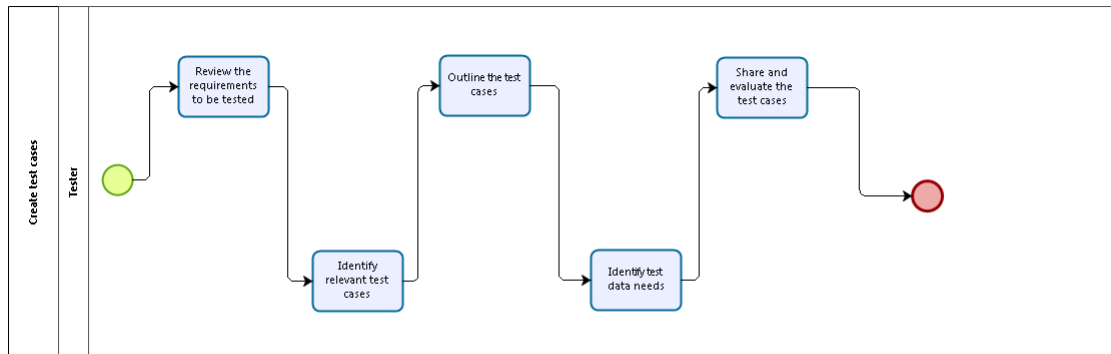 Create test cases
Tester
Review the
requirements
to be tested
Identify
relevant test
cases
Outline the test
cases
Identify test
data needs
Share and
evaluate the
test cases